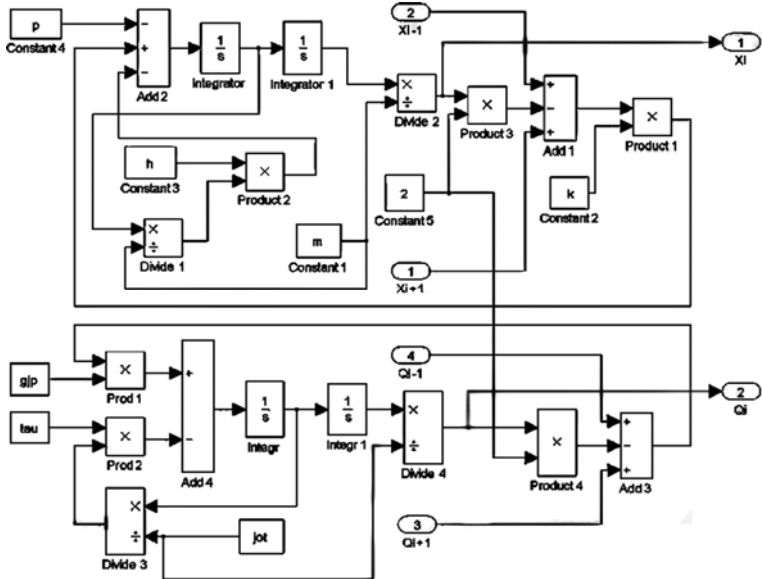 p
Constant 4
Add 2
1
s
Integrator
1
s
Integrator 1
2
Xi-1
Divide 2
Product 3
Add 1
Product 1
1
Xi
h
Constant 3
Product 2
2
Constant 5
k
Constant 2
Divide 1
m
Constant 1
1
Xi+1
gjp
Prod 1
4
Qi-1
2
Qi
tau
Prod 2
Add 4
1
s
Integr
1
s
Integr 1
Divide 4
Product 4
Add 3
Divide 3
jot
3
Qi+1